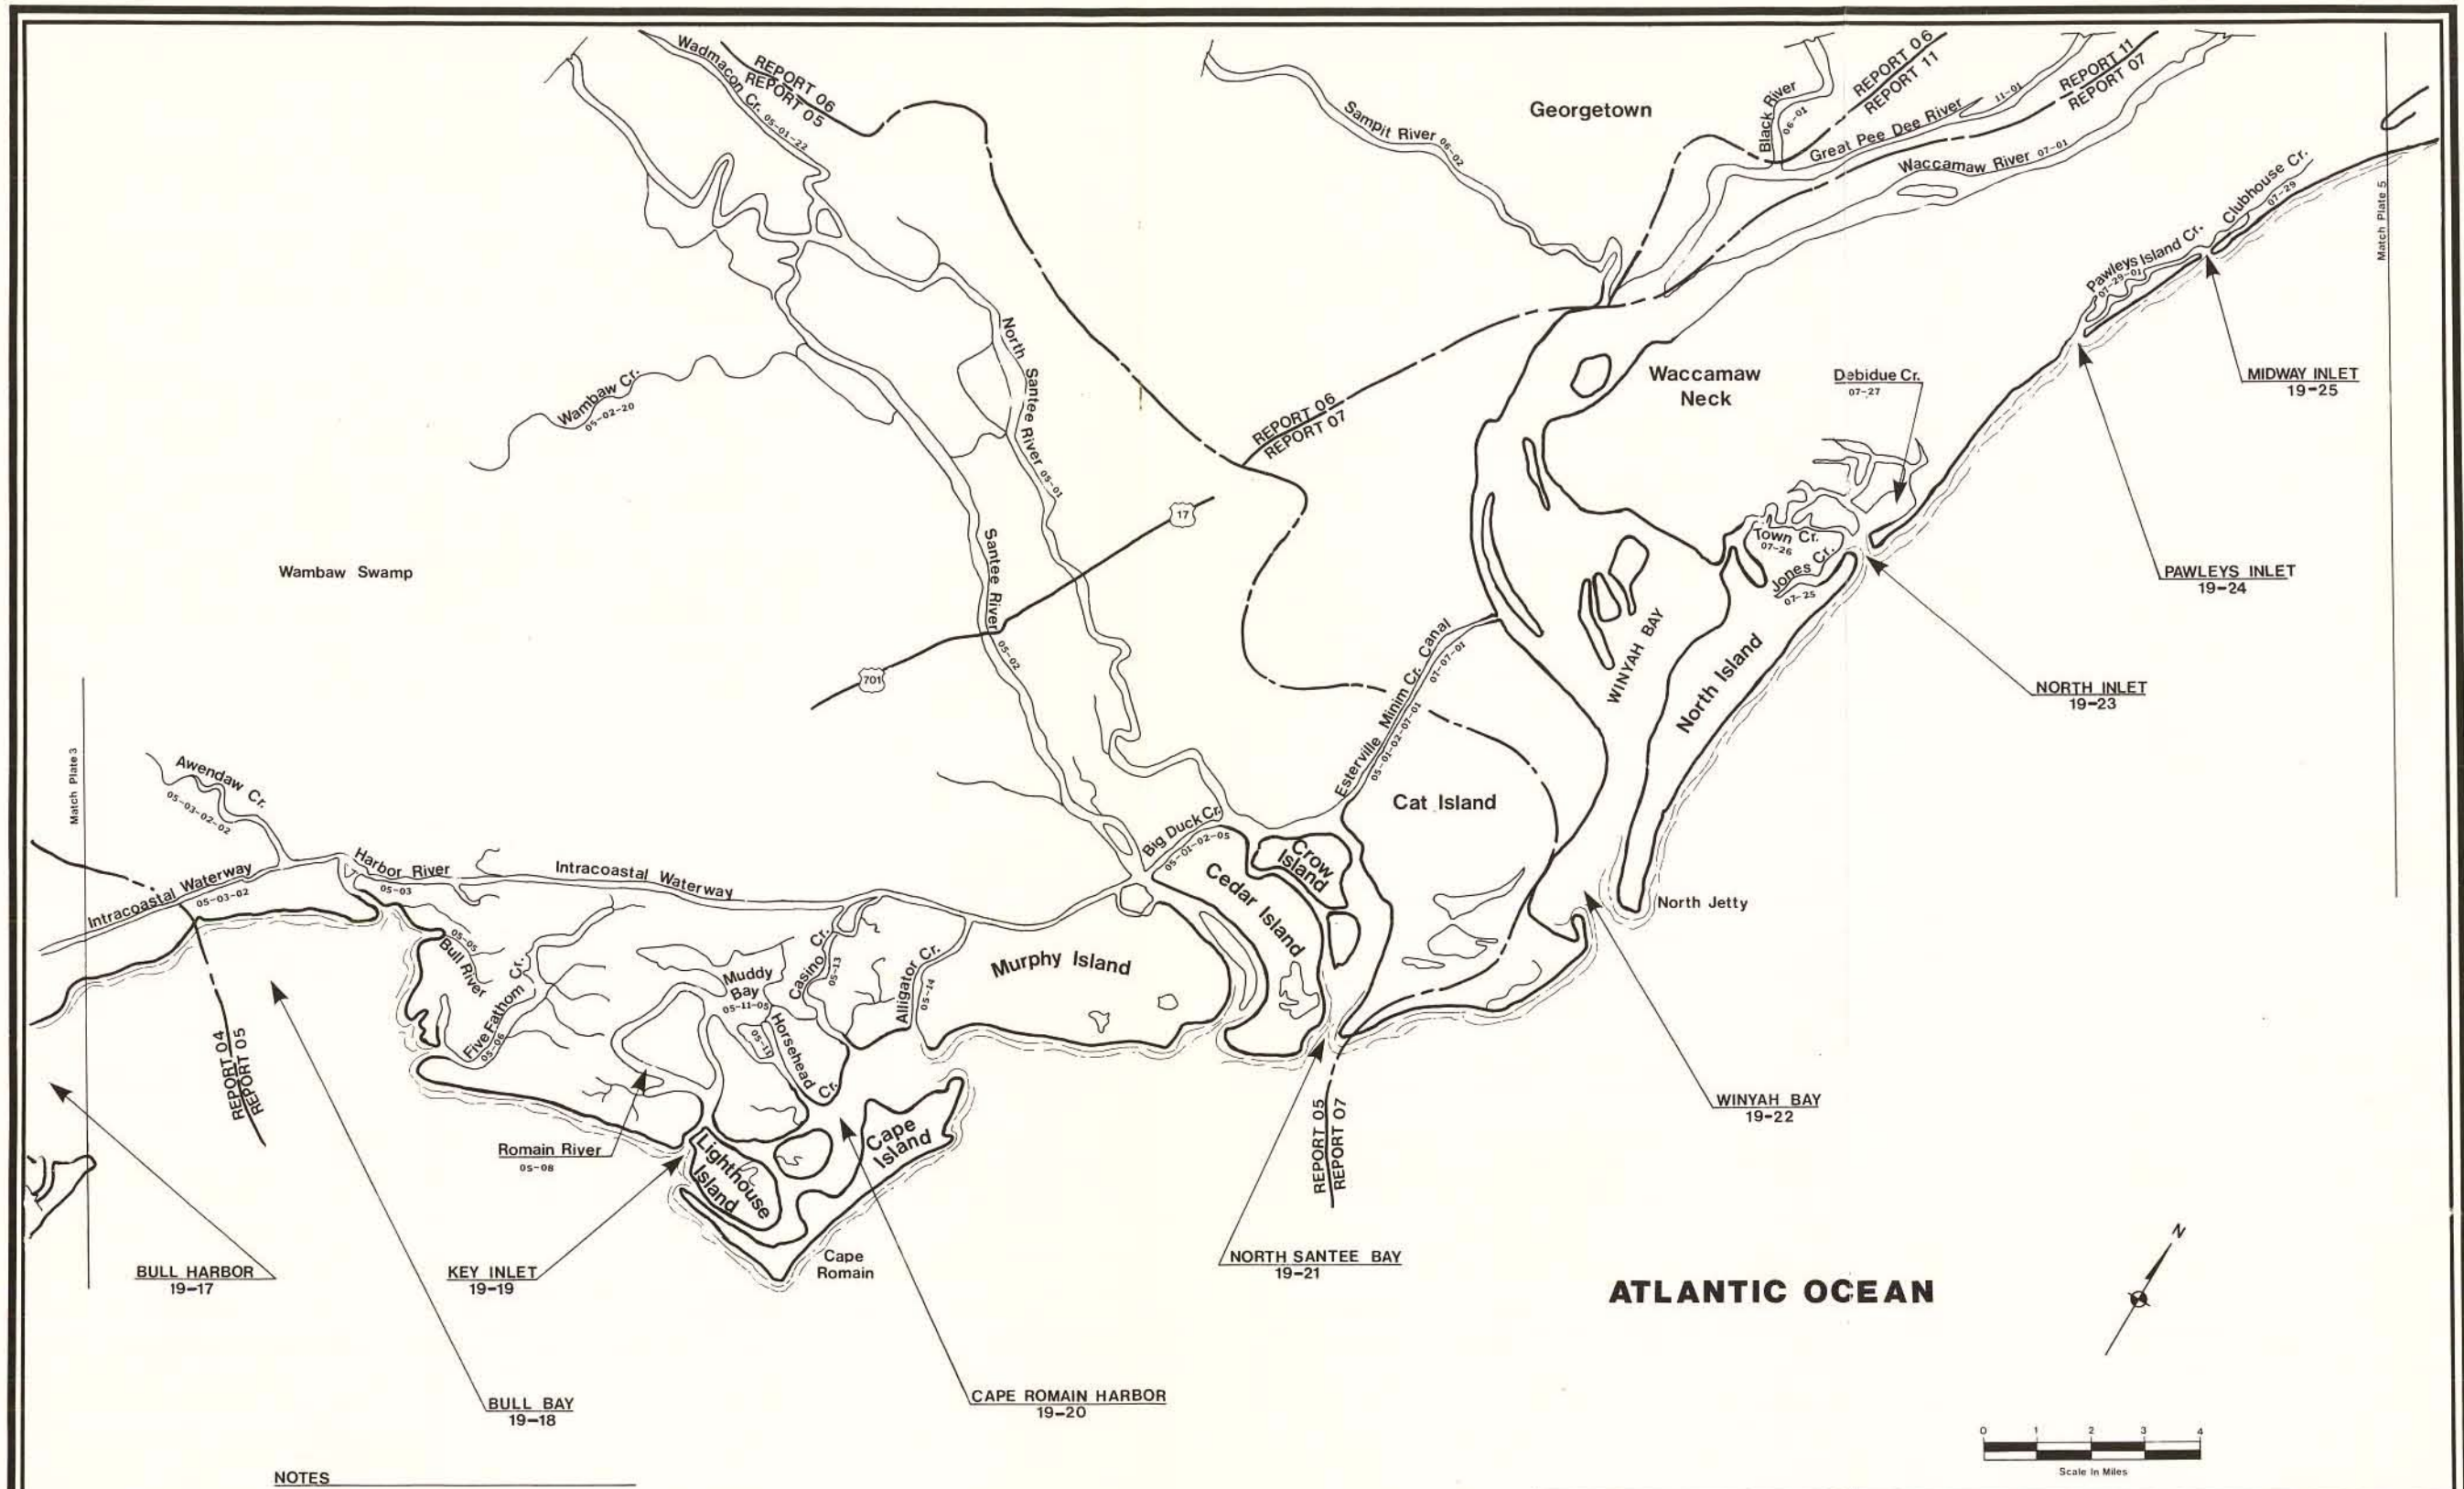 Wadmacon Cr. 05-01-22
REPORT 06
REPORT 05
Sampit River 06-02
Georgetown
Black River
06-01
REPORT 06
REPORT 11
Great Pee Dee River
11-01
REPORT 11
REPORT 07
Waccamaw River 07-01
Match Plate 5
Clubhouse Cr.
07-29
Pawleys Island Cr.
07-29-01
MIDWAY INLET
19-25
Wambaw Cr.
05-02-20
North Santee River 05-01
REPORT 06
REPORT 07
Waccamaw
Neck
Debidue Cr.
07-27
17
Town Cr.
07-26
Jones Cr.
07-25
PAWLEYS INLET
19-24
Wambaw Swamp
Santee River
05-02
701
Esterville Minim Cr. Canal
07-07-01
05-01-02-07-01
WINYAH BAY
North Island
NORTH INLET
19-23
Match Plate 3
Awendaw Cr.
05-03-02-02
Cat Island
Big Duck Cr.
05-01-02-05
Crow
Island
Cedar Island
Intracoastal Waterway
05-03-02
Harbor River
05-03
Intracoastal Waterway
North Jetty
05-05
Bull River
Five Fathom Cr.
05-06
Muddy
Bay
05-11-05
Casino Cr.
05-13
Alligator Cr.
05-14
Murphy Island
05-11
Horsehead Cr.
REPORT 04
REPORT 05
Romain River
05-08
Lighthouse
Island
Cape
Island
REPORT 05
REPORT 07
WINYAH BAY
19-22
BULL HARBOR
19-17
KEY INLET
19-19
Cape
Romain
NORTH SANTEE BAY
19-21
ATLANTIC OCEAN
N
BULL BAY
19-18
CAPE ROMAIN HARBOR
19-20
0 1 2 3 4
Scale In Miles
NOTES